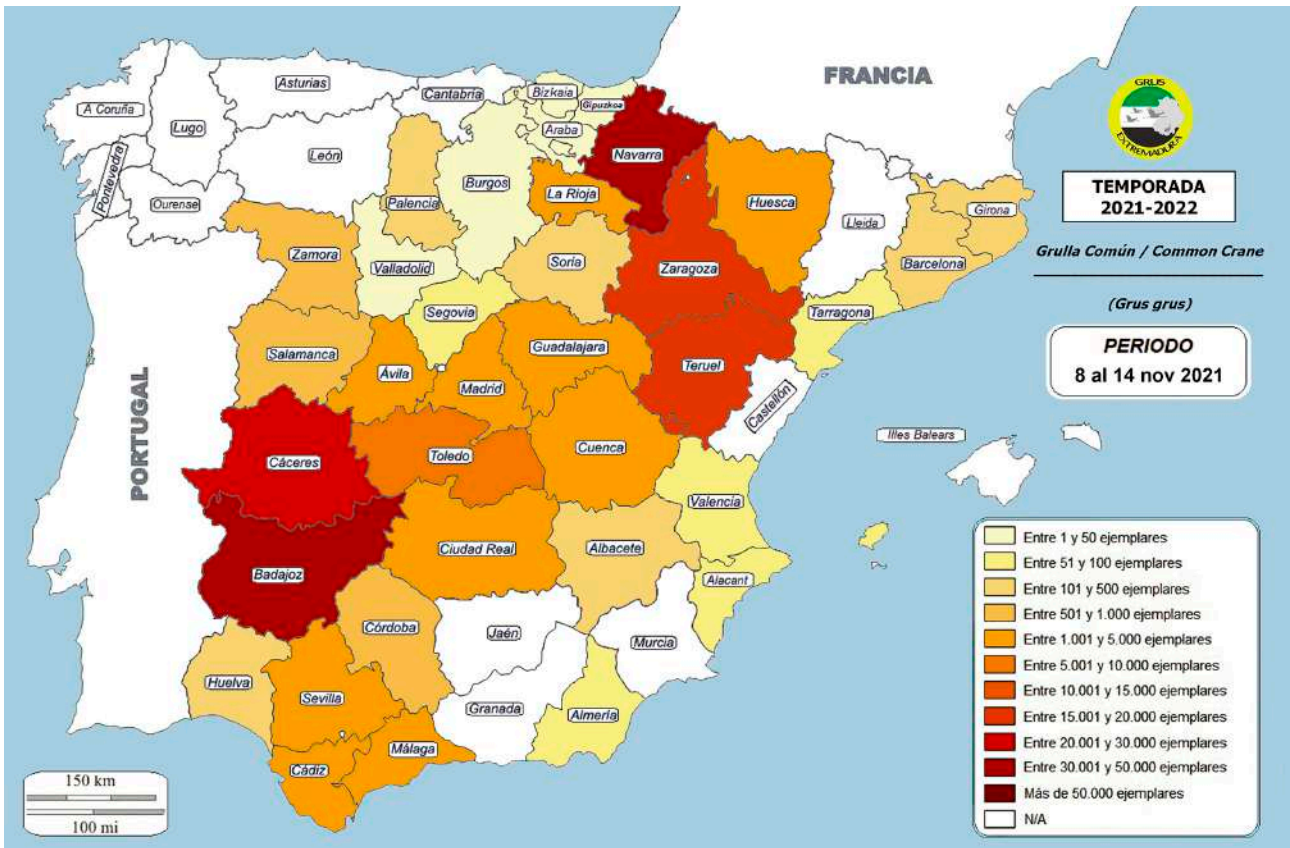 FRANCIA
GRUS
EXTREMADURA
TEMPORADA
2021-2022
Grulla Común / Common Crane
(Grus grus)
PERIODO
8 al 14 nov 2021
A Coruña
Lugo
Asturias
Cantabria
Bizkaia
Gipuzkoa
Araba
Navarra
Pontevedra
Ourense
León
Palencia
Burgos
La Rioja
Huesca
Lleida
Girona
Barcelona
Zamora
Valladolid
Soria
Zaragoza
Tarragona
Segovia
Salamanca
Ávila
Madrid
Guadalajara
Teruel
Castellón
PORTUGAL
Cáceres
Toledo
Cuenca
Valencia
Illes Balears
Badajoz
Ciudad Real
Albacete
Alacant
Córdoba
Jaén
Murcia
Huelva
Sevilla
Granada
Almería
Málaga
Cádiz
150 km
100 mi
Entre 1 y 50 ejemplares
Entre 51 y 100 ejemplares
Entre 101 y 500 ejemplares
Entre 501 y 1.000 ejemplares
Entre 1.001 y 5.000 ejemplares
Entre 5.001 y 10.000 ejemplares
Entre 10.001 y 15.000 ejemplares
Entre 15.001 y 20.000 ejemplares
Entre 20.001 y 30.000 ejemplares
Entre 30.001 y 50.000 ejemplares
Más de 50.000 ejemplares
N/A